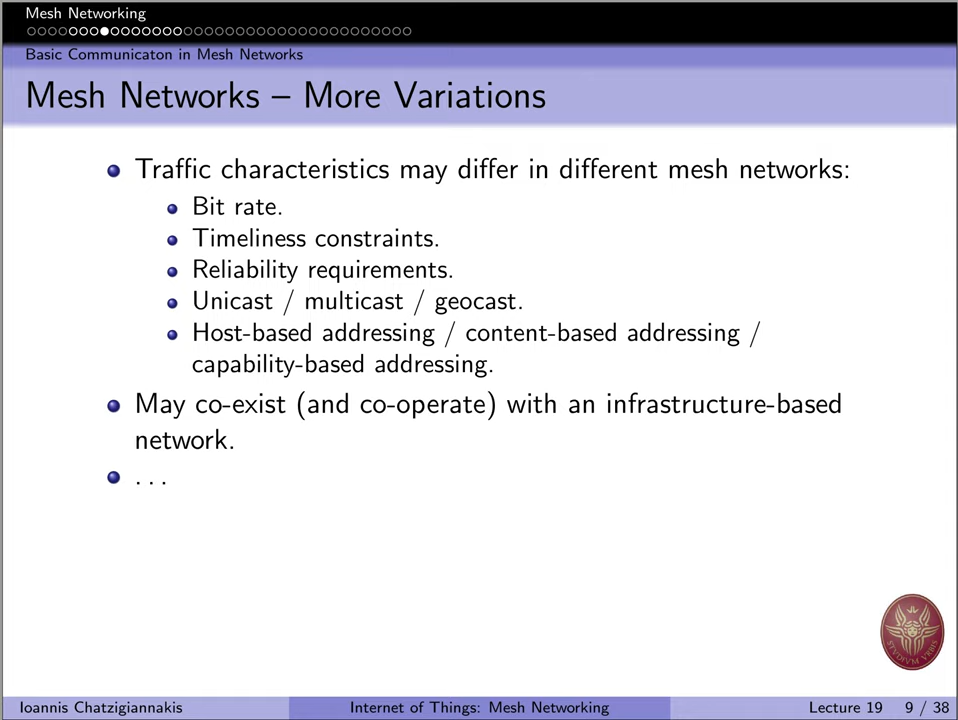 Mesh Networking
Basic Communicaton in Mesh Networks
Mesh Networks – More Variations
Traffic characteristics may differ in different mesh networks:
Bit rate.
Timeliness constraints.
Reliability requirements.
Unicast / multicast / geocast.
Host-based addressing / content-based addressing /
capability-based addressing.
May co-exist (and co-operate) with an infrastructure-based
network.
. . .
STVDIVM VRBIS
Ioannis Chatzigiannakis
Internet of Things: Mesh Networking
Lecture 19
9 / 38